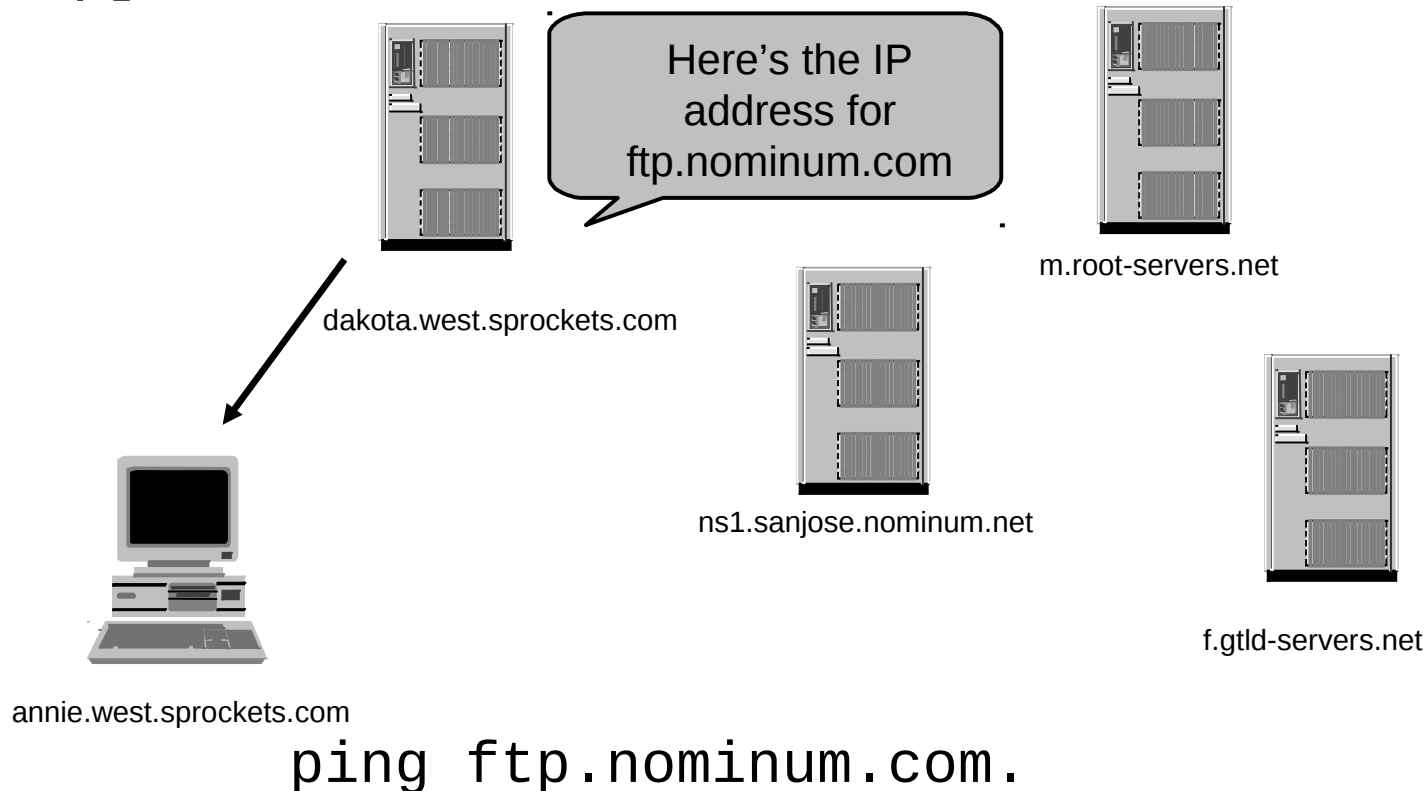 Here’s the IP
address for
ftp.nominum.com
m.root-servers.net
dakota.west.sprockets.com
ns1.sanjose.nominum.net
f.gtld-servers.net
annie.west.sprockets.com
ping ftp.nominum.com.